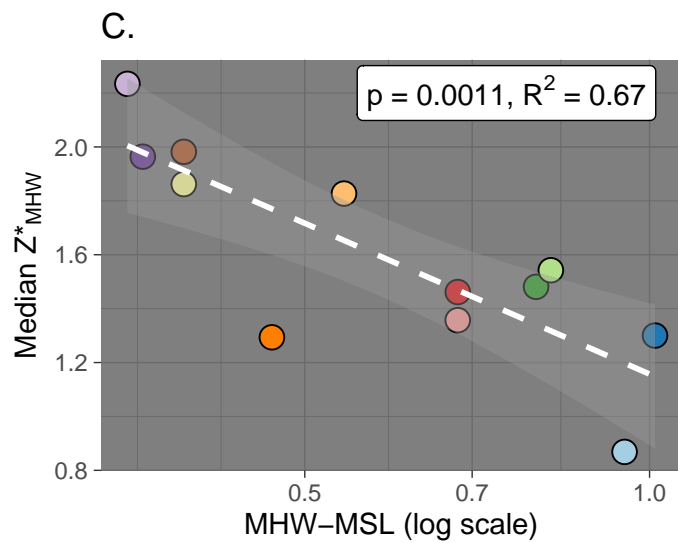 C.
p = 0.0011, R² = 0.67
Median Z*MHW
2.0
1.6
1.2
0.8
0.5
0.7
1.0
MHW−MSL (log scale)